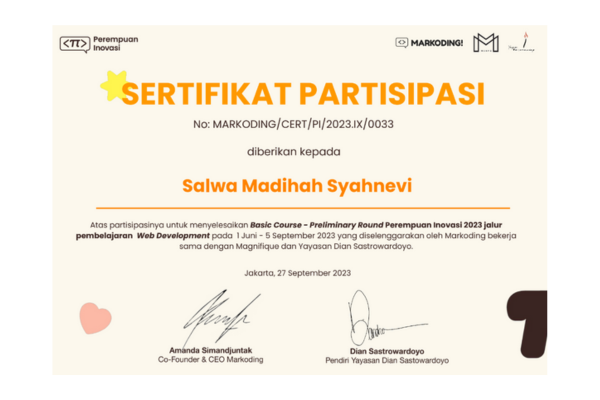 <π> Perempuan Inovasi
MARKODING!
SERTIFIKAT PARTISIPASI
No: MARKODING/CERT/PI/2023.IX/0033
diberikan kepada
Salwa Madihah Syahnevi
Atas partisipasinya untuk menyelesaikan Basic Course - Preliminary Round Perempuan Inovasi 2023 jalur
pembelajaran Web Development pada 1 Juni - 5 September 2023 yang diselenggarakan oleh Markoding bekerja
sama dengan Magnifique dan Yayasan Dian Sastrowardoyo.
Jakarta, 27 September 2023
Amanda Simandjuntak
Co-Founder & CEO Markoding
Dian Sastrowardoyo
Pendiri Yayasan Dian Sastowardoyo